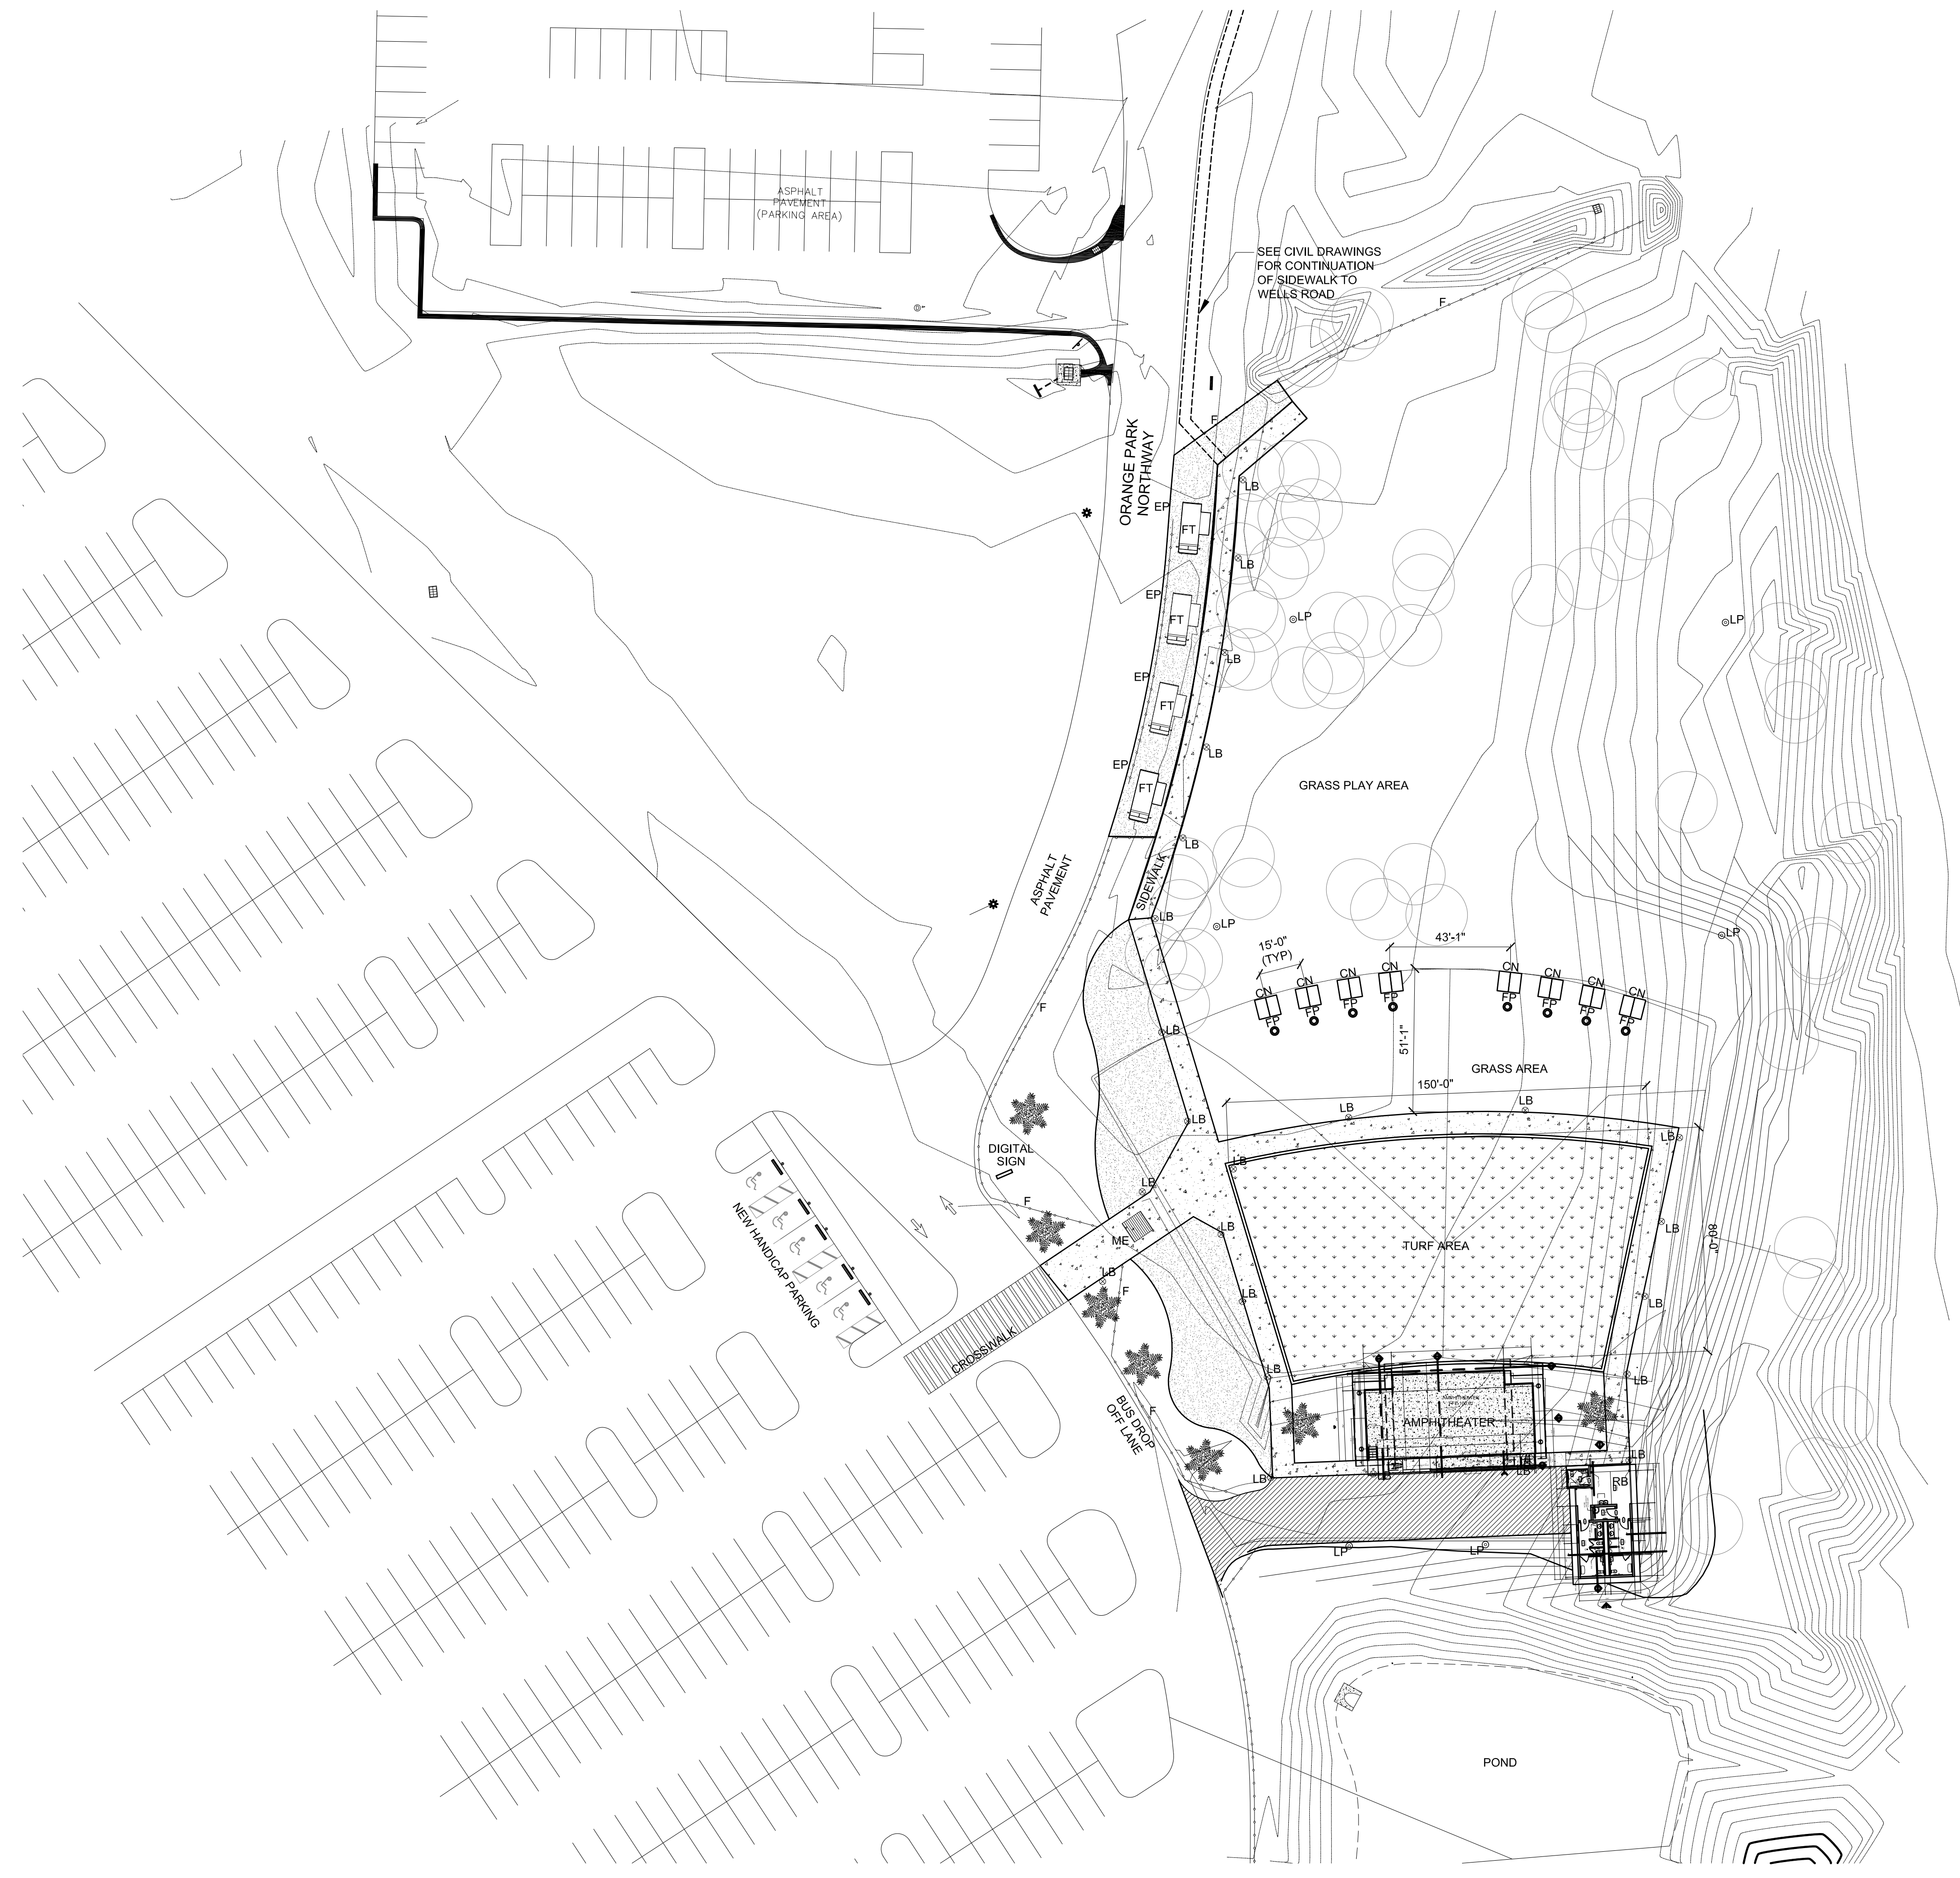 ASPHALT
PAVEMENT
(PARKING AREA)
SEE CIVIL DRAWINGS
FOR CONTINUATION
OF SIDEWALK TO
WELLS ROAD
F
F
ORANGE PARK
NORTHWAY
LB
EP
FT
LB
EP
FT
LP
LP
LB
EP
FT
LB
EP
FT
GRASS PLAY AREA
LB
ASPHALT
PAVEMENT
SIDEWALK
LB
LP
LP
15'-0"
(TYP)
43'-1"
CN
CN
CN
CN
CN
CN
CN
CN
FP
FP
FP
FP
FP
FP
FP
FP
F
LB
51'-1"
GRASS AREA
150'-0"
LB
LB
LB
LB
DIGITAL
SIGN
LB
LB
F
LB
LB
ME
80'-0"
TURF AREA
NEW HANDICAP PARKING
LB
F
LB
LB
CROSSWALK
LB
LB
BUS DROP
OFF LANE
F
AMPHITHEATER
LB
LB
LB
LB
RB
LP
LP
POND